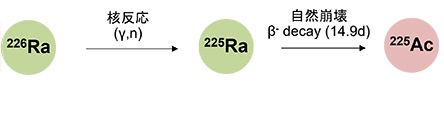 ²²⁶Ra
核反応
(γ,n)
²²⁵Ra
自然崩壊
β⁻ decay (14.9d)
²²⁵Ac